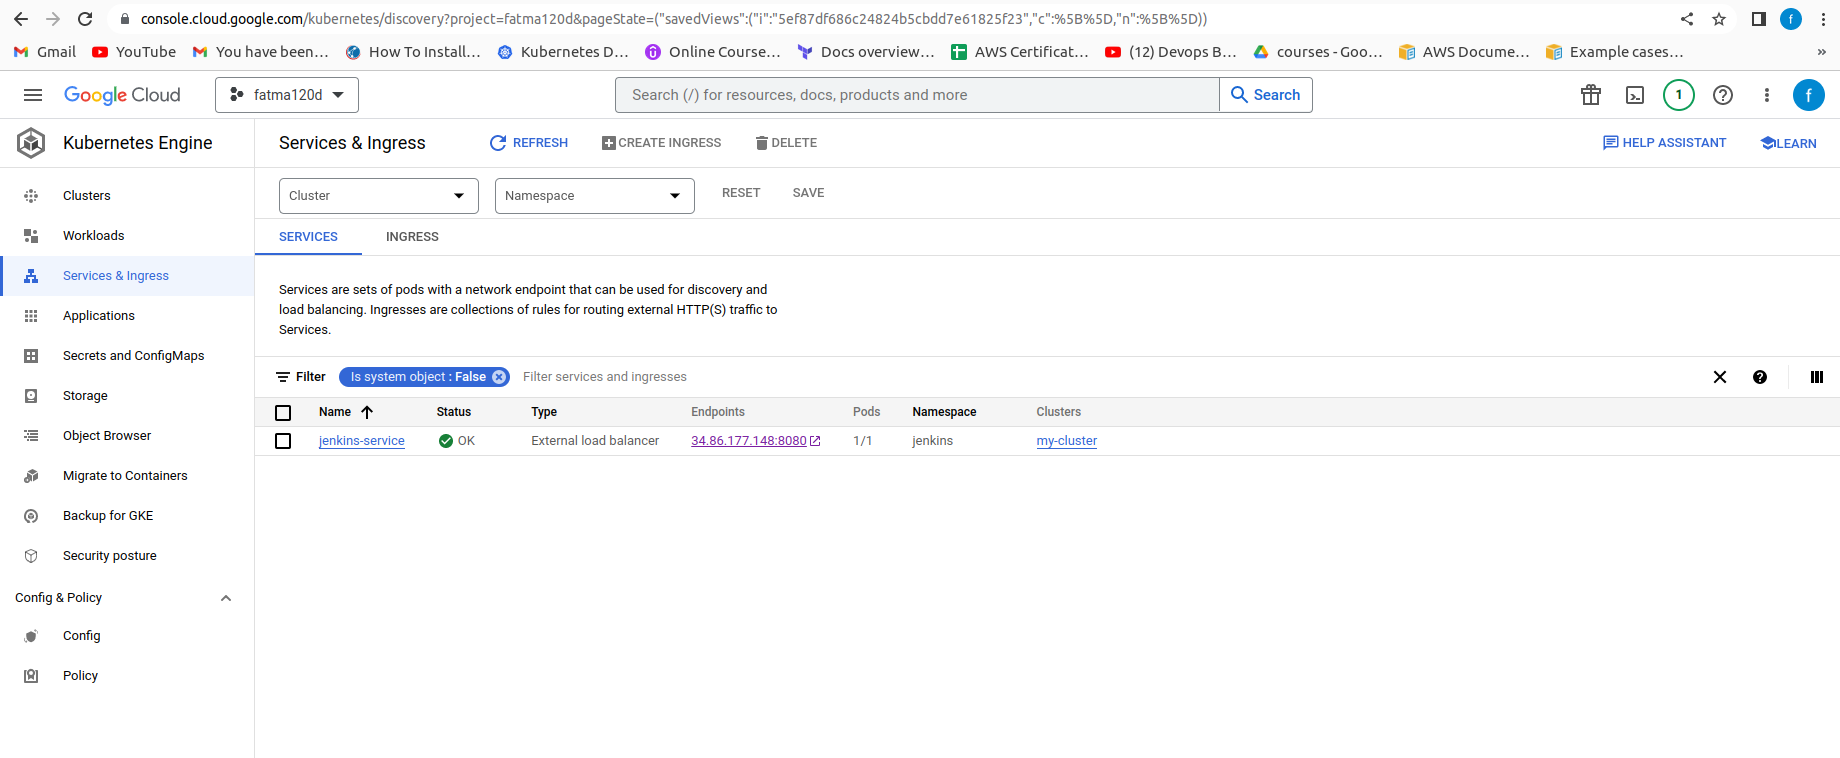 console.cloud.google.com/kubernetes/discovery?project=fatma120d&pageState=("savedViews":("i":"5ef87df686c24824b5cbdd7e61825f23","c":%5B%5D,"n":%5B%5D))
f
Gmail YouTube You have been... How To Install... Kubernetes D... Online Course... Docs overview... AWS Certificat... (12) Devops B... courses - Goo... AWS Docume... Example cases... »
Google Cloud fatma120d Search (/) for resources, docs, products and more Search 1 f
Kubernetes Engine
Services & Ingress REFRESH CREATE INGRESS DELETE HELP ASSISTANT LEARN
Clusters
Workloads
Services & Ingress
Applications
Secrets and ConfigMaps
Storage
Object Browser
Migrate to Containers
Backup for GKE
Security posture
Config & Policy
Config
Policy
Cluster Namespace RESET SAVE
SERVICES INGRESS
Services are sets of pods with a network endpoint that can be used for discovery and
load balancing. Ingresses are collections of rules for routing external HTTP(S) traffic to
Services.
Filter Is system object : False Filter services and ingresses
Name Status Type Endpoints Pods Namespace Clusters
jenkins-service OK External load balancer 34.86.177.148:8080 1/1 jenkins my-cluster